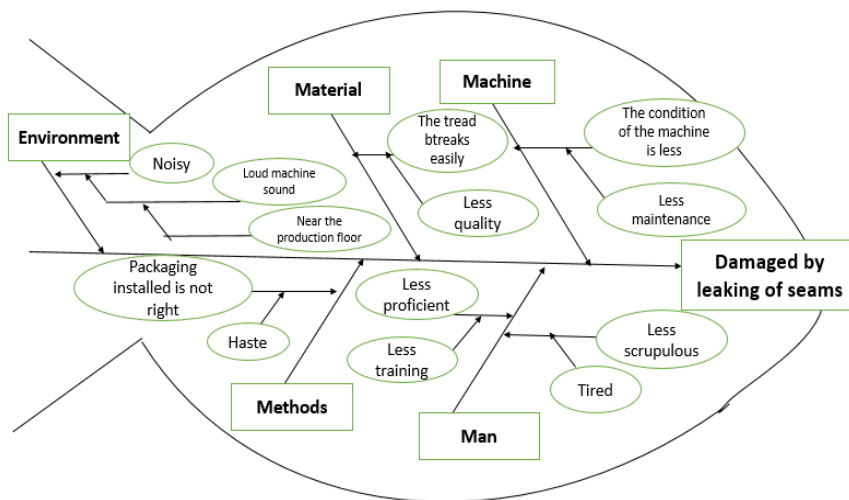 Material
Machine
Environment
The tread
btreaks
easily
The condition
of the machine
is less
Noisy
Loud machine
sound
Less
quality
Less
maintenance
Near the
production floor
Damaged by
leaking of seams
Packaging
installed is not
right
Less
proficient
Haste
Less
training
Less
scrupulous
Tired
Methods
Man